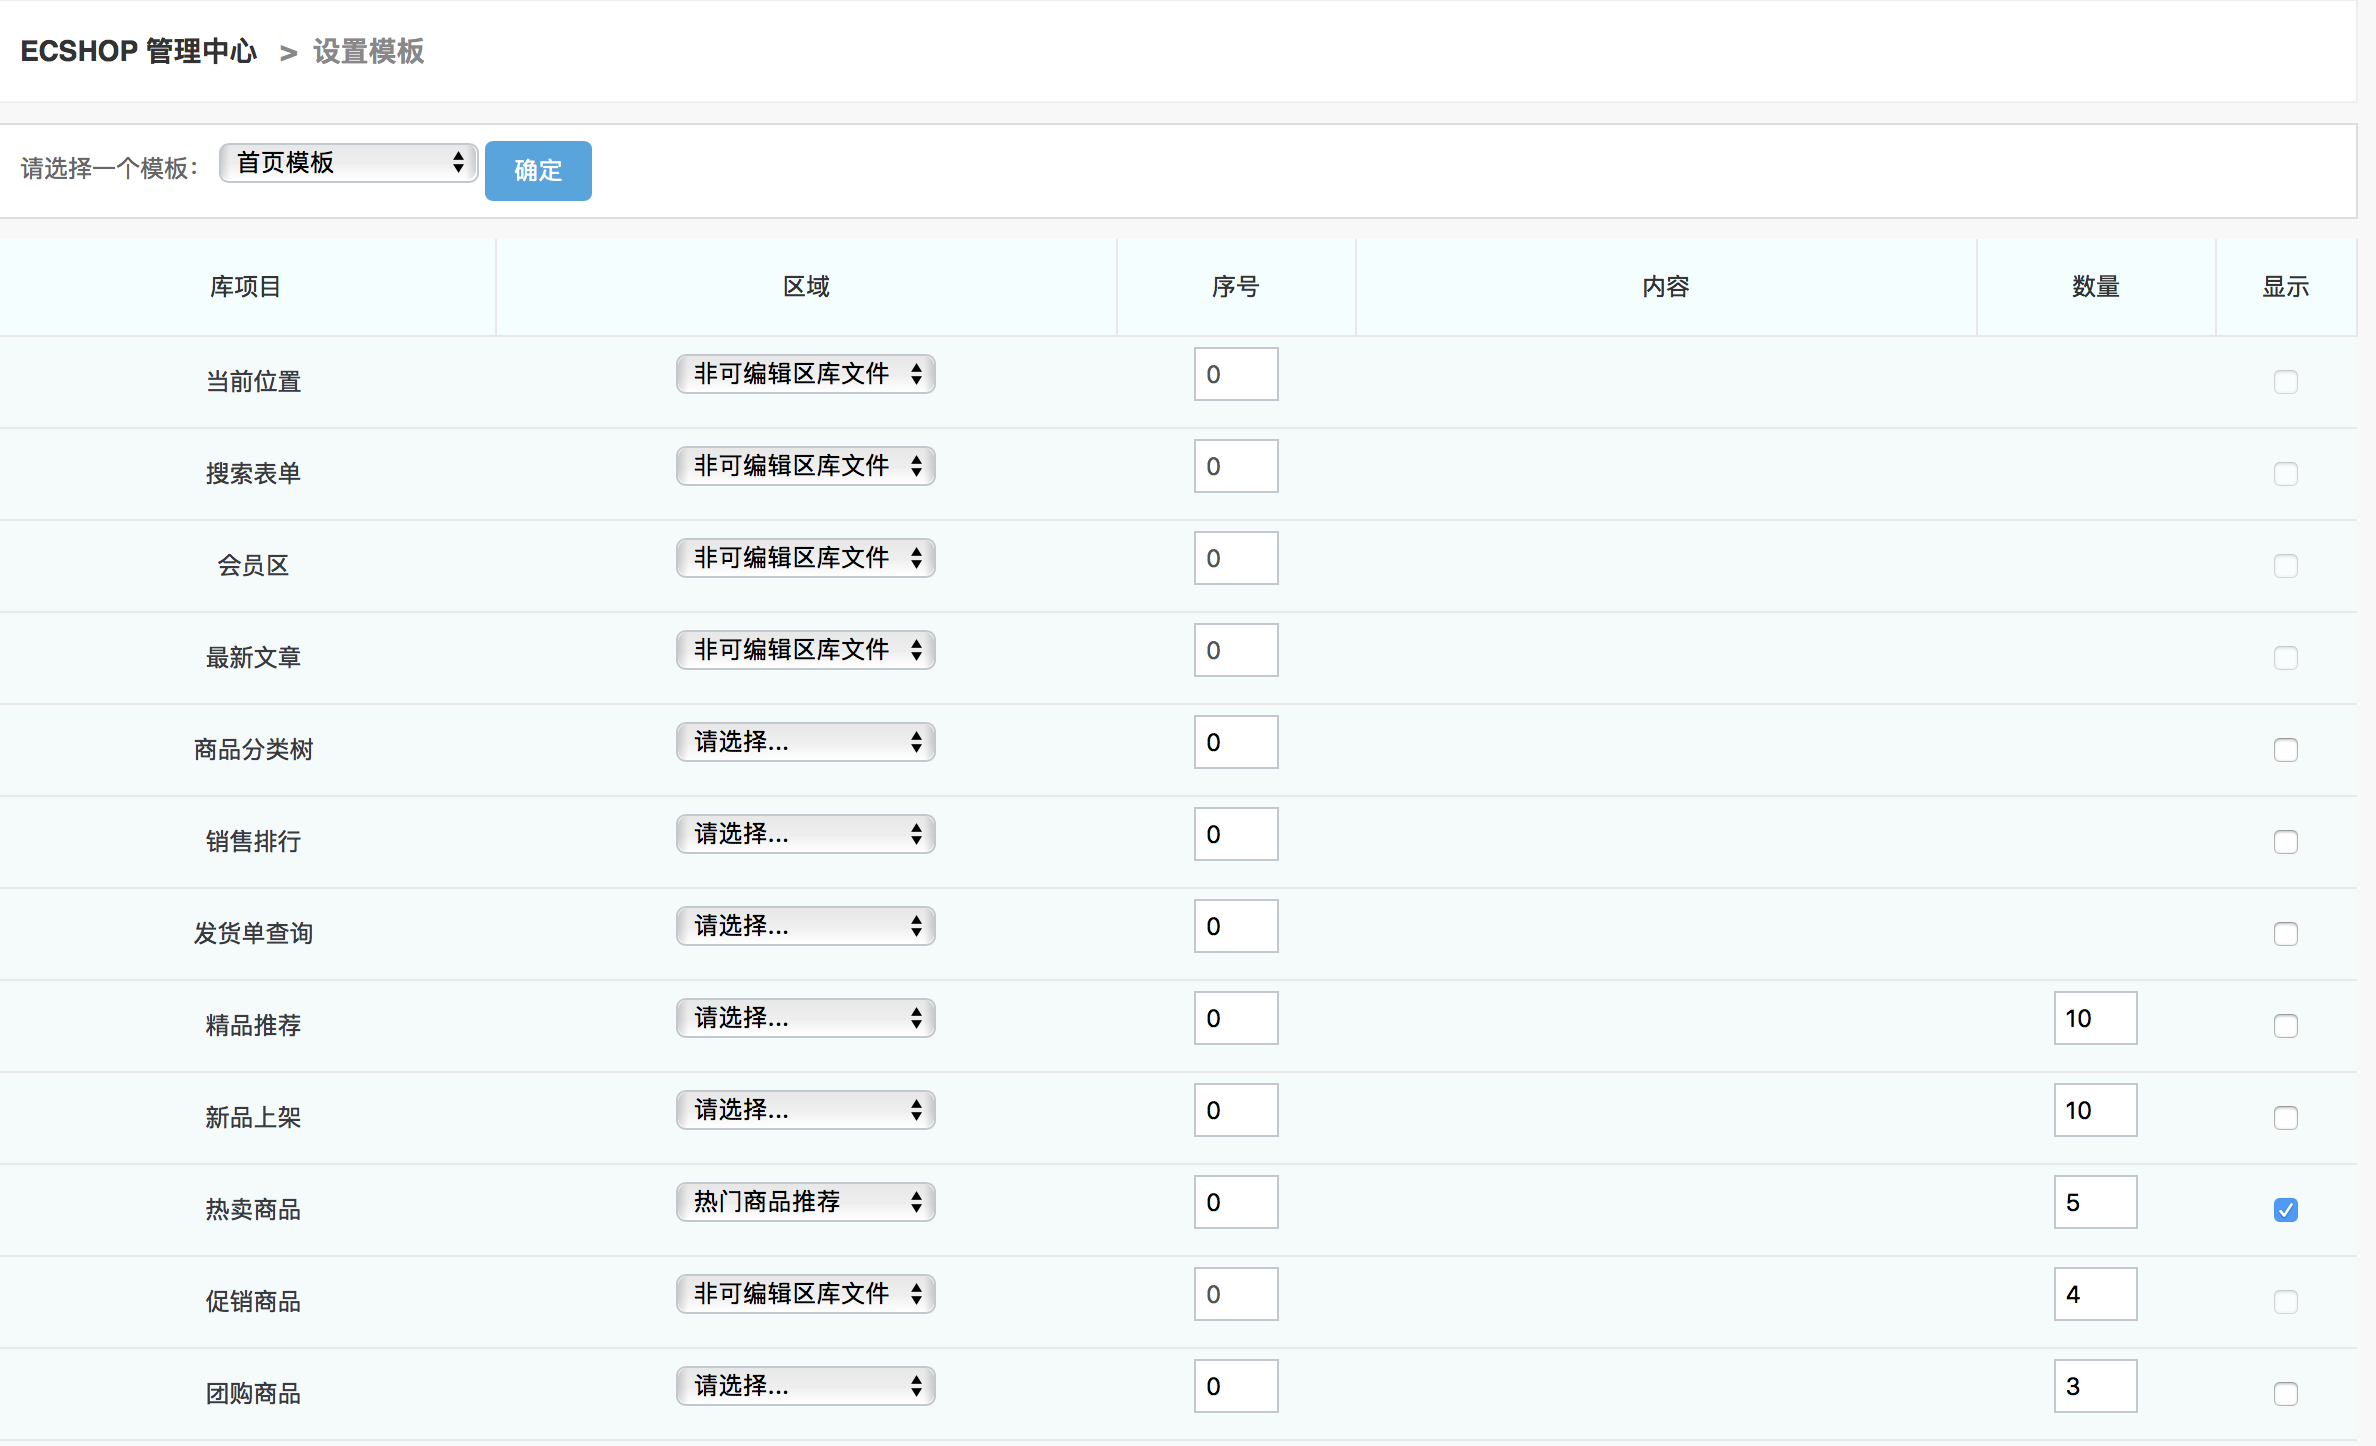 ECSHOP 管理中心 > 设置模板
请选择一个模板： 首页模板 确定
库项目 区域 序号 内容 数量 显示
当前位置 非可编辑区库文件 0
搜索表单 非可编辑区库文件 0
会员区 非可编辑区库文件 0
最新文章 非可编辑区库文件 0
商品分类树 请选择... 0
销售排行 请选择... 0
发货单查询 请选择... 0
精品推荐 请选择... 0 10
新品上架 请选择... 0 10
热卖商品 热门商品推荐 0 5
促销商品 非可编辑区库文件 0 4
团购商品 请选择... 0 3